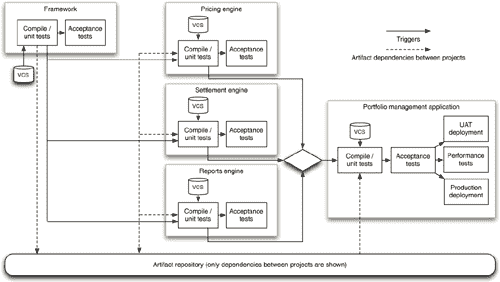 Framework
Compile /
unit tests
Acceptance
tests
VCS
Pricing engine
VCS
Compile /
unit tests
Acceptance
tests
Settlement engine
VCS
Compile /
unit tests
Acceptance
tests
Reports engine
VCS
Compile /
unit tests
Acceptance
tests
Triggers
Artifact dependencies between projects
Portfolio management application
VCS
Compile /
unit tests
Acceptance
tests
UAT
deployment
Performance
tests
Production
deployment
Artifact repository (only dependencies between projects are shown)